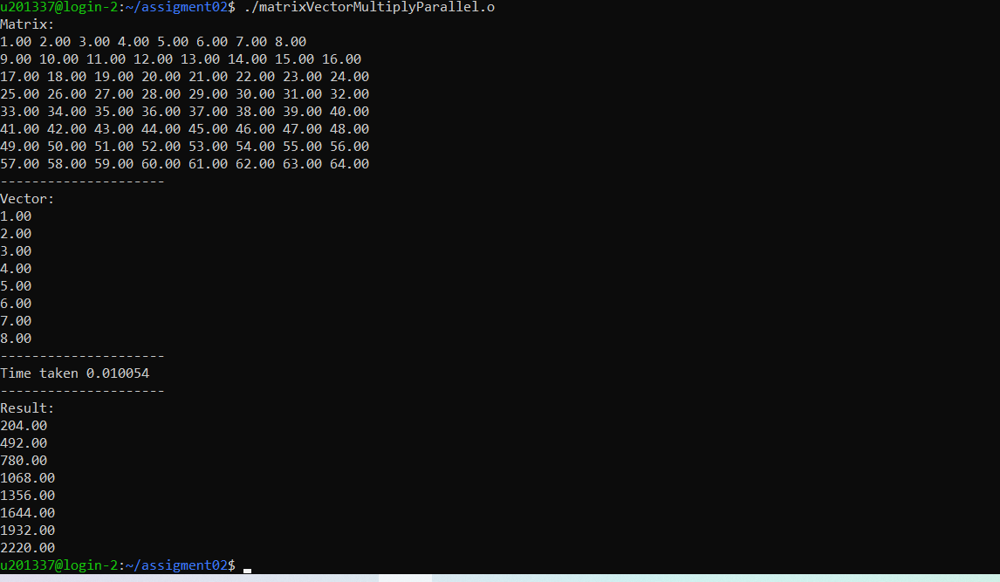 u201337@login-2:~/assigment02$ ./matrixVectorMultiplyParallel.o
Matrix:
1.00 2.00 3.00 4.00 5.00 6.00 7.00 8.00
9.00 10.00 11.00 12.00 13.00 14.00 15.00 16.00
17.00 18.00 19.00 20.00 21.00 22.00 23.00 24.00
25.00 26.00 27.00 28.00 29.00 30.00 31.00 32.00
33.00 34.00 35.00 36.00 37.00 38.00 39.00 40.00
41.00 42.00 43.00 44.00 45.00 46.00 47.00 48.00
49.00 50.00 51.00 52.00 53.00 54.00 55.00 56.00
57.00 58.00 59.00 60.00 61.00 62.00 63.00 64.00
---------------------
Vector:
1.00
2.00
3.00
4.00
5.00
6.00
7.00
8.00
---------------------
Time taken 0.010054
---------------------
Result:
204.00
492.00
780.00
1068.00
1356.00
1644.00
1932.00
2220.00
u201337@login-2:~/assigment02$